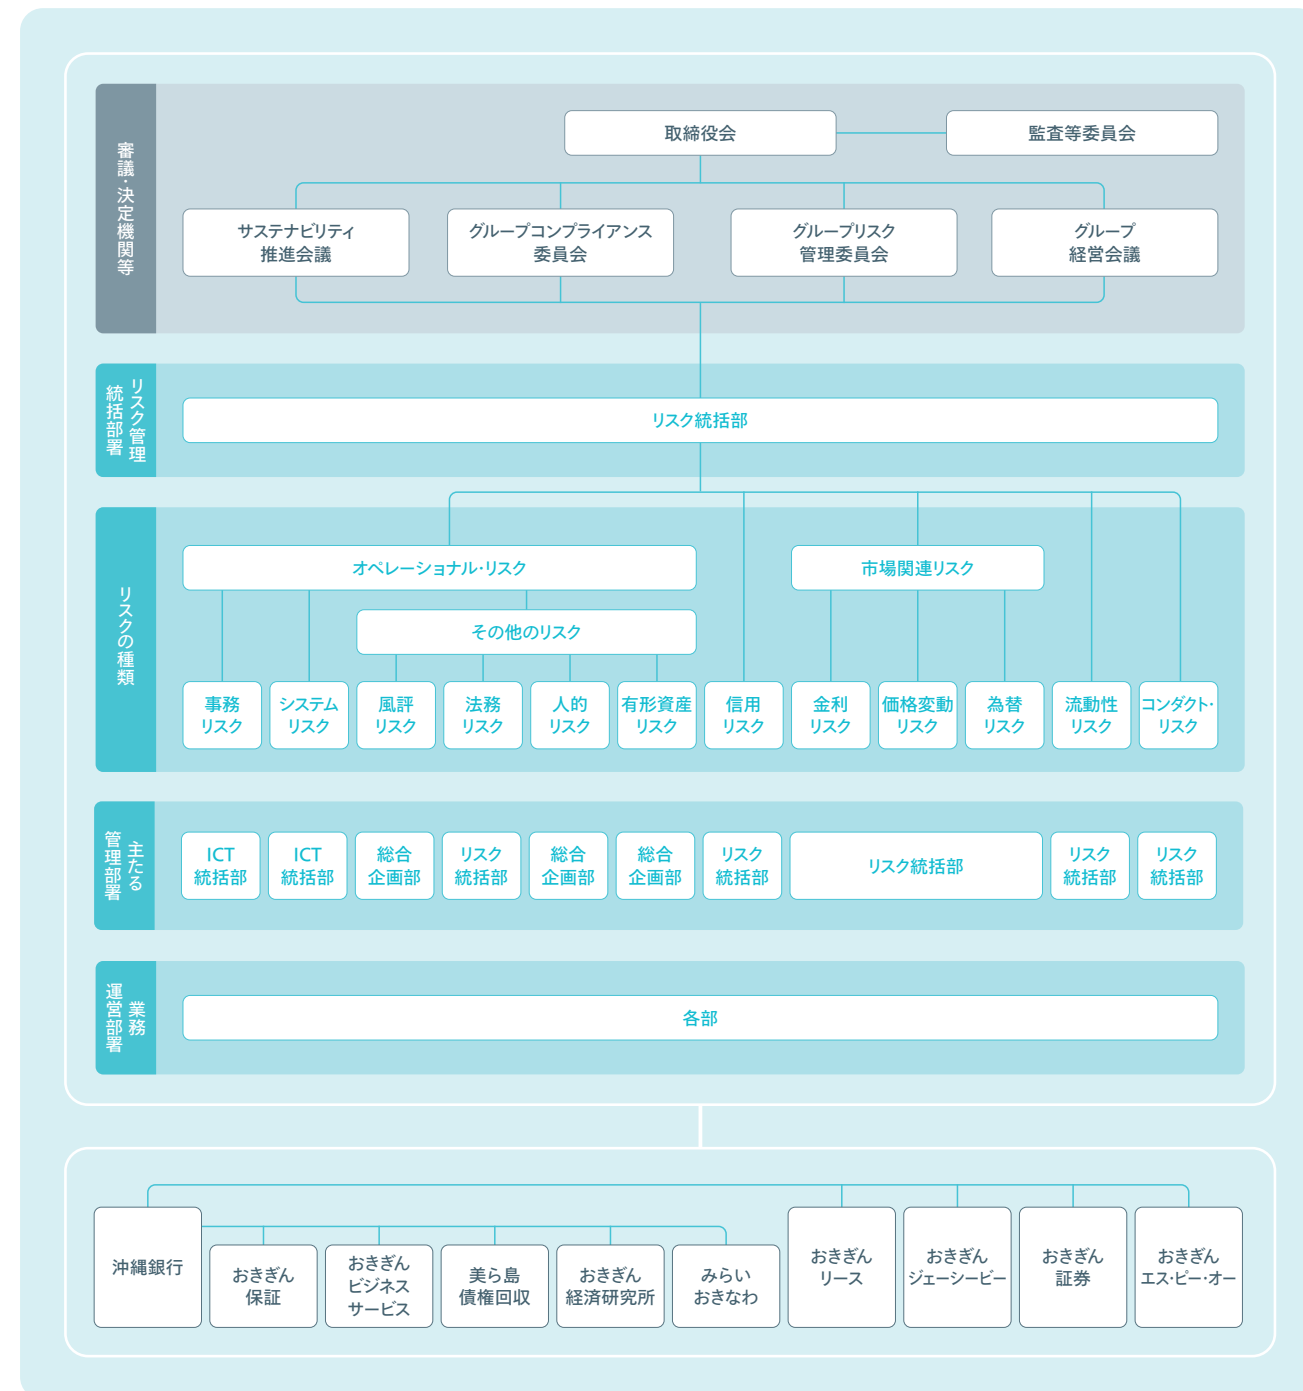 審議・決定機関等
取締役会
監査等委員会
サステナビリティ
推進会議
グループコンプライアンス
委員会
グループリスク
管理委員会
グループ
経営会議
リスク管理
統括部署
リスク統括部
リスクの種類
オペレーショナル・リスク
市場関連リスク
その他のリスク
事務
リスク
システム
リスク
風評
リスク
法務
リスク
人的
リスク
有形資産
リスク
信用
リスク
金利
リスク
価格変動
リスク
為替
リスク
流動性
リスク
コンダクト・
リスク
主たる
管理部署
ICT
統括部
ICT
統括部
総合
企画部
リスク
統括部
総合
企画部
総合
企画部
リスク
統括部
リスク統括部
リスク
統括部
リスク
統括部
業務
運営部署
各部
沖縄銀行
おきぎん
保証
おきぎん
ビジネス
サービス
美ら島
債権回収
おきぎん
経済研究所
みらい
おきなわ
おきぎん
リース
おきぎん
ジェーシービー
おきぎん
証券
おきぎん
エス・ピー・オー